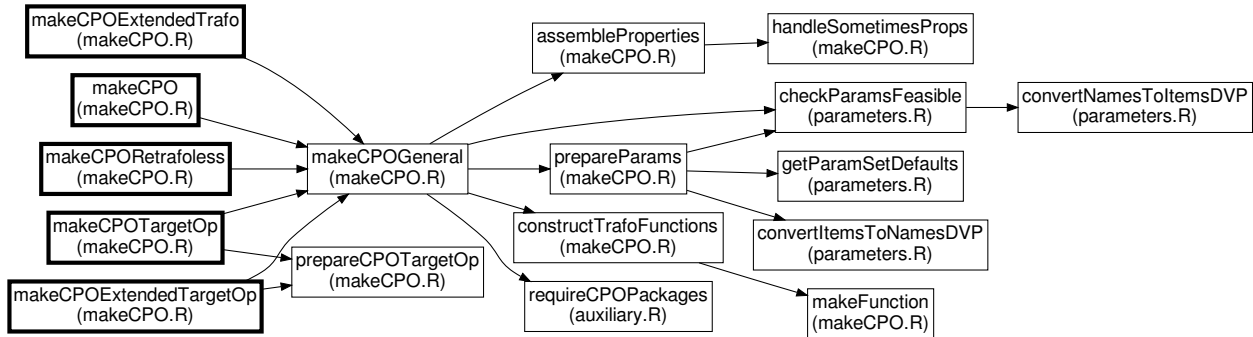 makeCPOExtendedTrafo
(makeCPO.R)
makeCPO
(makeCPO.R)
makeCPORetrafoless
(makeCPO.R)
makeCPOTargetOp
(makeCPO.R)
makeCPOExtendedTargetOp
(makeCPO.R)
makeCPOGeneral
(makeCPO.R)
prepareCPOTargetOp
(makeCPO.R)
assembleProperties
(makeCPO.R)
prepareParams
(makeCPO.R)
constructTrafoFunctions
(makeCPO.R)
requireCPOPackages
(auxiliary.R)
handleSometimesProps
(makeCPO.R)
checkParamsFeasible
(parameters.R)
getParamSetDefaults
(parameters.R)
convertItemsToNamesDVP
(parameters.R)
makeFunction
(makeCPO.R)
convertNamesToItemsDVP
(parameters.R)